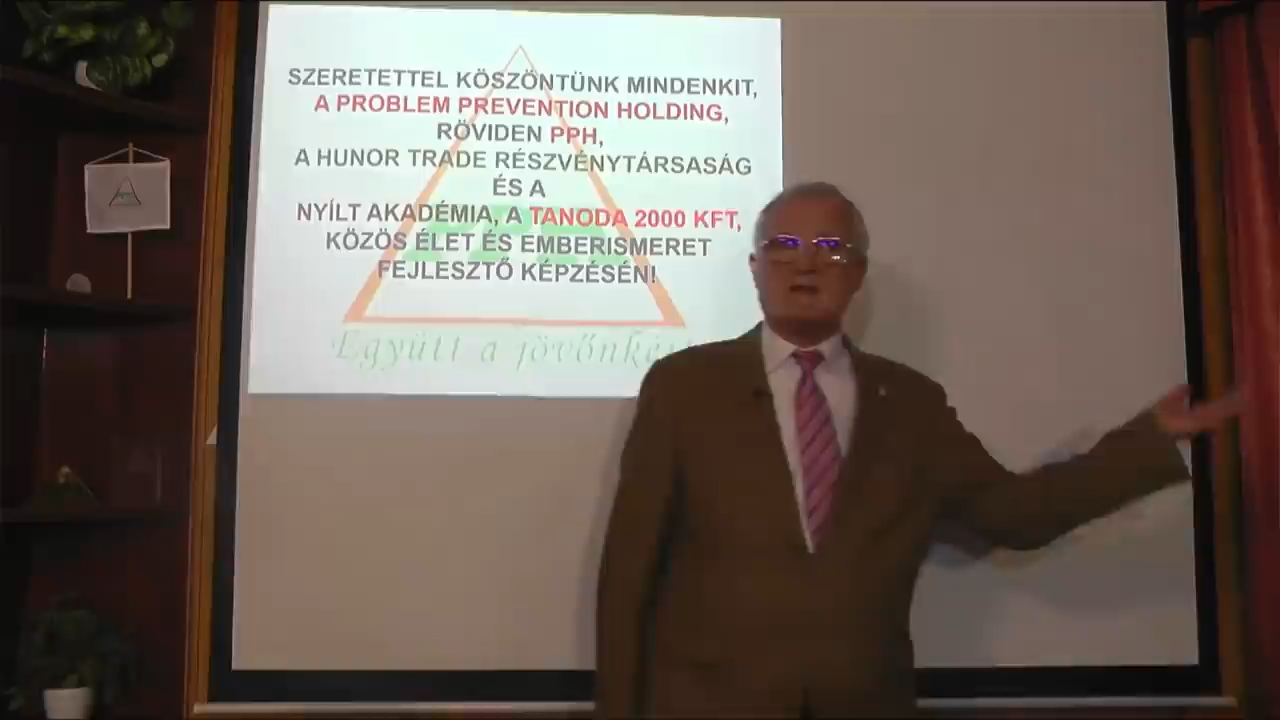 SZERETETTEL KÖSZÖNTÜNK MINDENKIT,
A PROBLEM PREVENTION HOLDING,
RÖVIDEN PPH,
A HUNOR TRADE RÉSZVÉNYTÁRSASÁG
ÉS A
NYÍLT AKADÉMIA, A TANODA 2000 KFT,
KÖZÖS ÉLET ÉS EMBERISMERET
FEJLESZTŐ KÉPZÉSÉN!
Együtt a